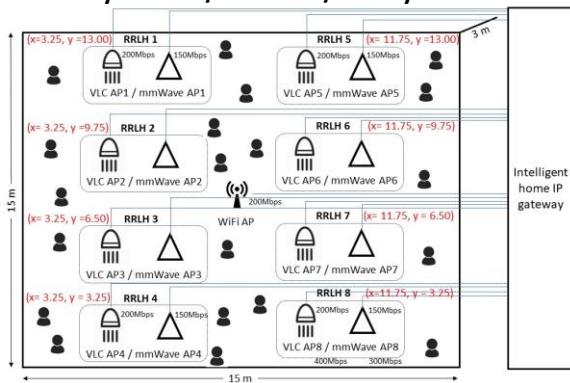 (x=3.25, y =13.00) RRLH 1
200Mbps 150Mbps
VLC AP1 / mmWave AP1
RRLH 5 (x= 11.75, y =13.00)
200Mbps 150Mbps
VLC AP5 / mmWave AP5
3 m
(x= 3.25, y =9.75) RRLH 2
VLC AP2 / mmWave AP2
RRLH 6 (x= 11.75, y =9.75)
VLC AP6 / mmWave AP6
Intelligent
home IP
gateway
15 m
200Mbps
WiFi AP
(x= 3.25, y =6.50) RRLH 3
VLC AP3 / mmWave AP3
RRLH 7 (x= 11.75, y =6.50)
VLC AP7 / mmWave AP7
(x= 3.25, y =3.25) RRLH 4
200Mbps 150Mbps
VLC AP4 / mmWave AP4
RRLH 8 (x=11.75, y = 3.25)
200Mbps 150Mbps
VLC AP8 / mmWave AP8
400Mbps 300Mbps
15 m